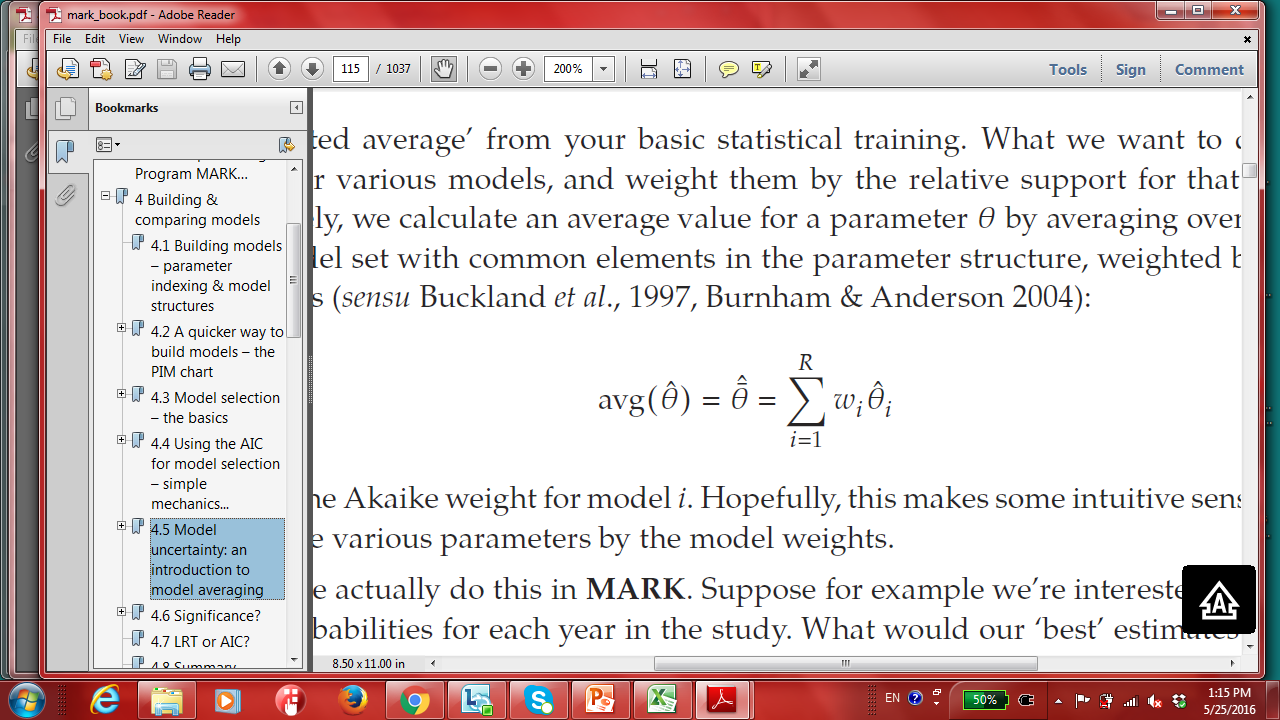 mark_book.pdf - Adobe Reader
File Edit View Window Help
115 / 1037 200% Tools Sign Comment
Bookmarks
Program MARK...
4 Building &
comparing models
4.1 Building models
– parameter
indexing & model
structures
4.2 A quicker way to
build models – the
PIM chart
4.3 Model selection
– the basics
4.4 Using the AIC
for model selection
– simple
mechanics...
4.5 Model
uncertainty: an
introduction to
model averaging
4.6 Significance?
4.7 LRT or AIC?
4.8 Summary
ted average’ from your basic statistical training. What we want to
r various models, and weight them by the relative support for that
ly, we calculate an average value for a parameter θ by averaging over
el set with common elements in the parameter structure, weighted b
s (sensu Buckland et al., 1997, Burnham & Anderson 2004):
avg(θ̂) = θ̄̂ = ∑_{i=1}^{R} w_i θ̂_i
he Akaike weight for model i. Hopefully, this makes some intuitive sens
e various parameters by the model weights.
e actually do this in MARK. Suppose for example we’re intereste
babilities for each year in the study. What would our ‘best’ estimates
8.50 x 11.00 in
A
EN 50% 1:15 PM
5/25/2016